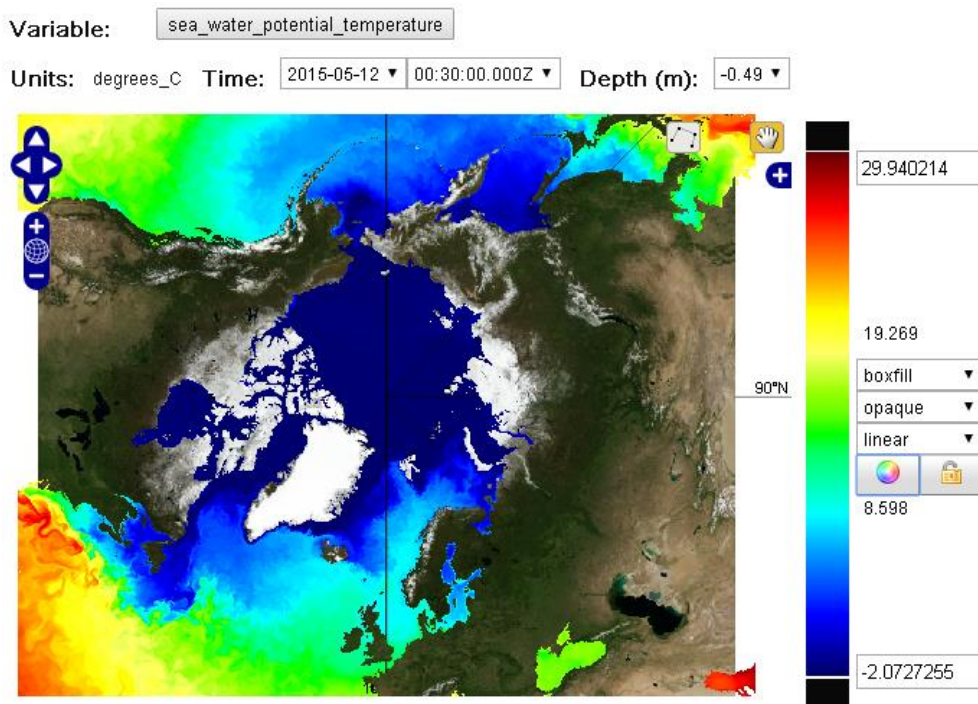 Variable: sea_water_potential_temperature
Units: degrees_C Time: 2015-05-12 00:30:00.000Z Depth (m): -0.49
29.940214
19.269
90°N
boxfill
opaque
linear
8.598
-2.0727255